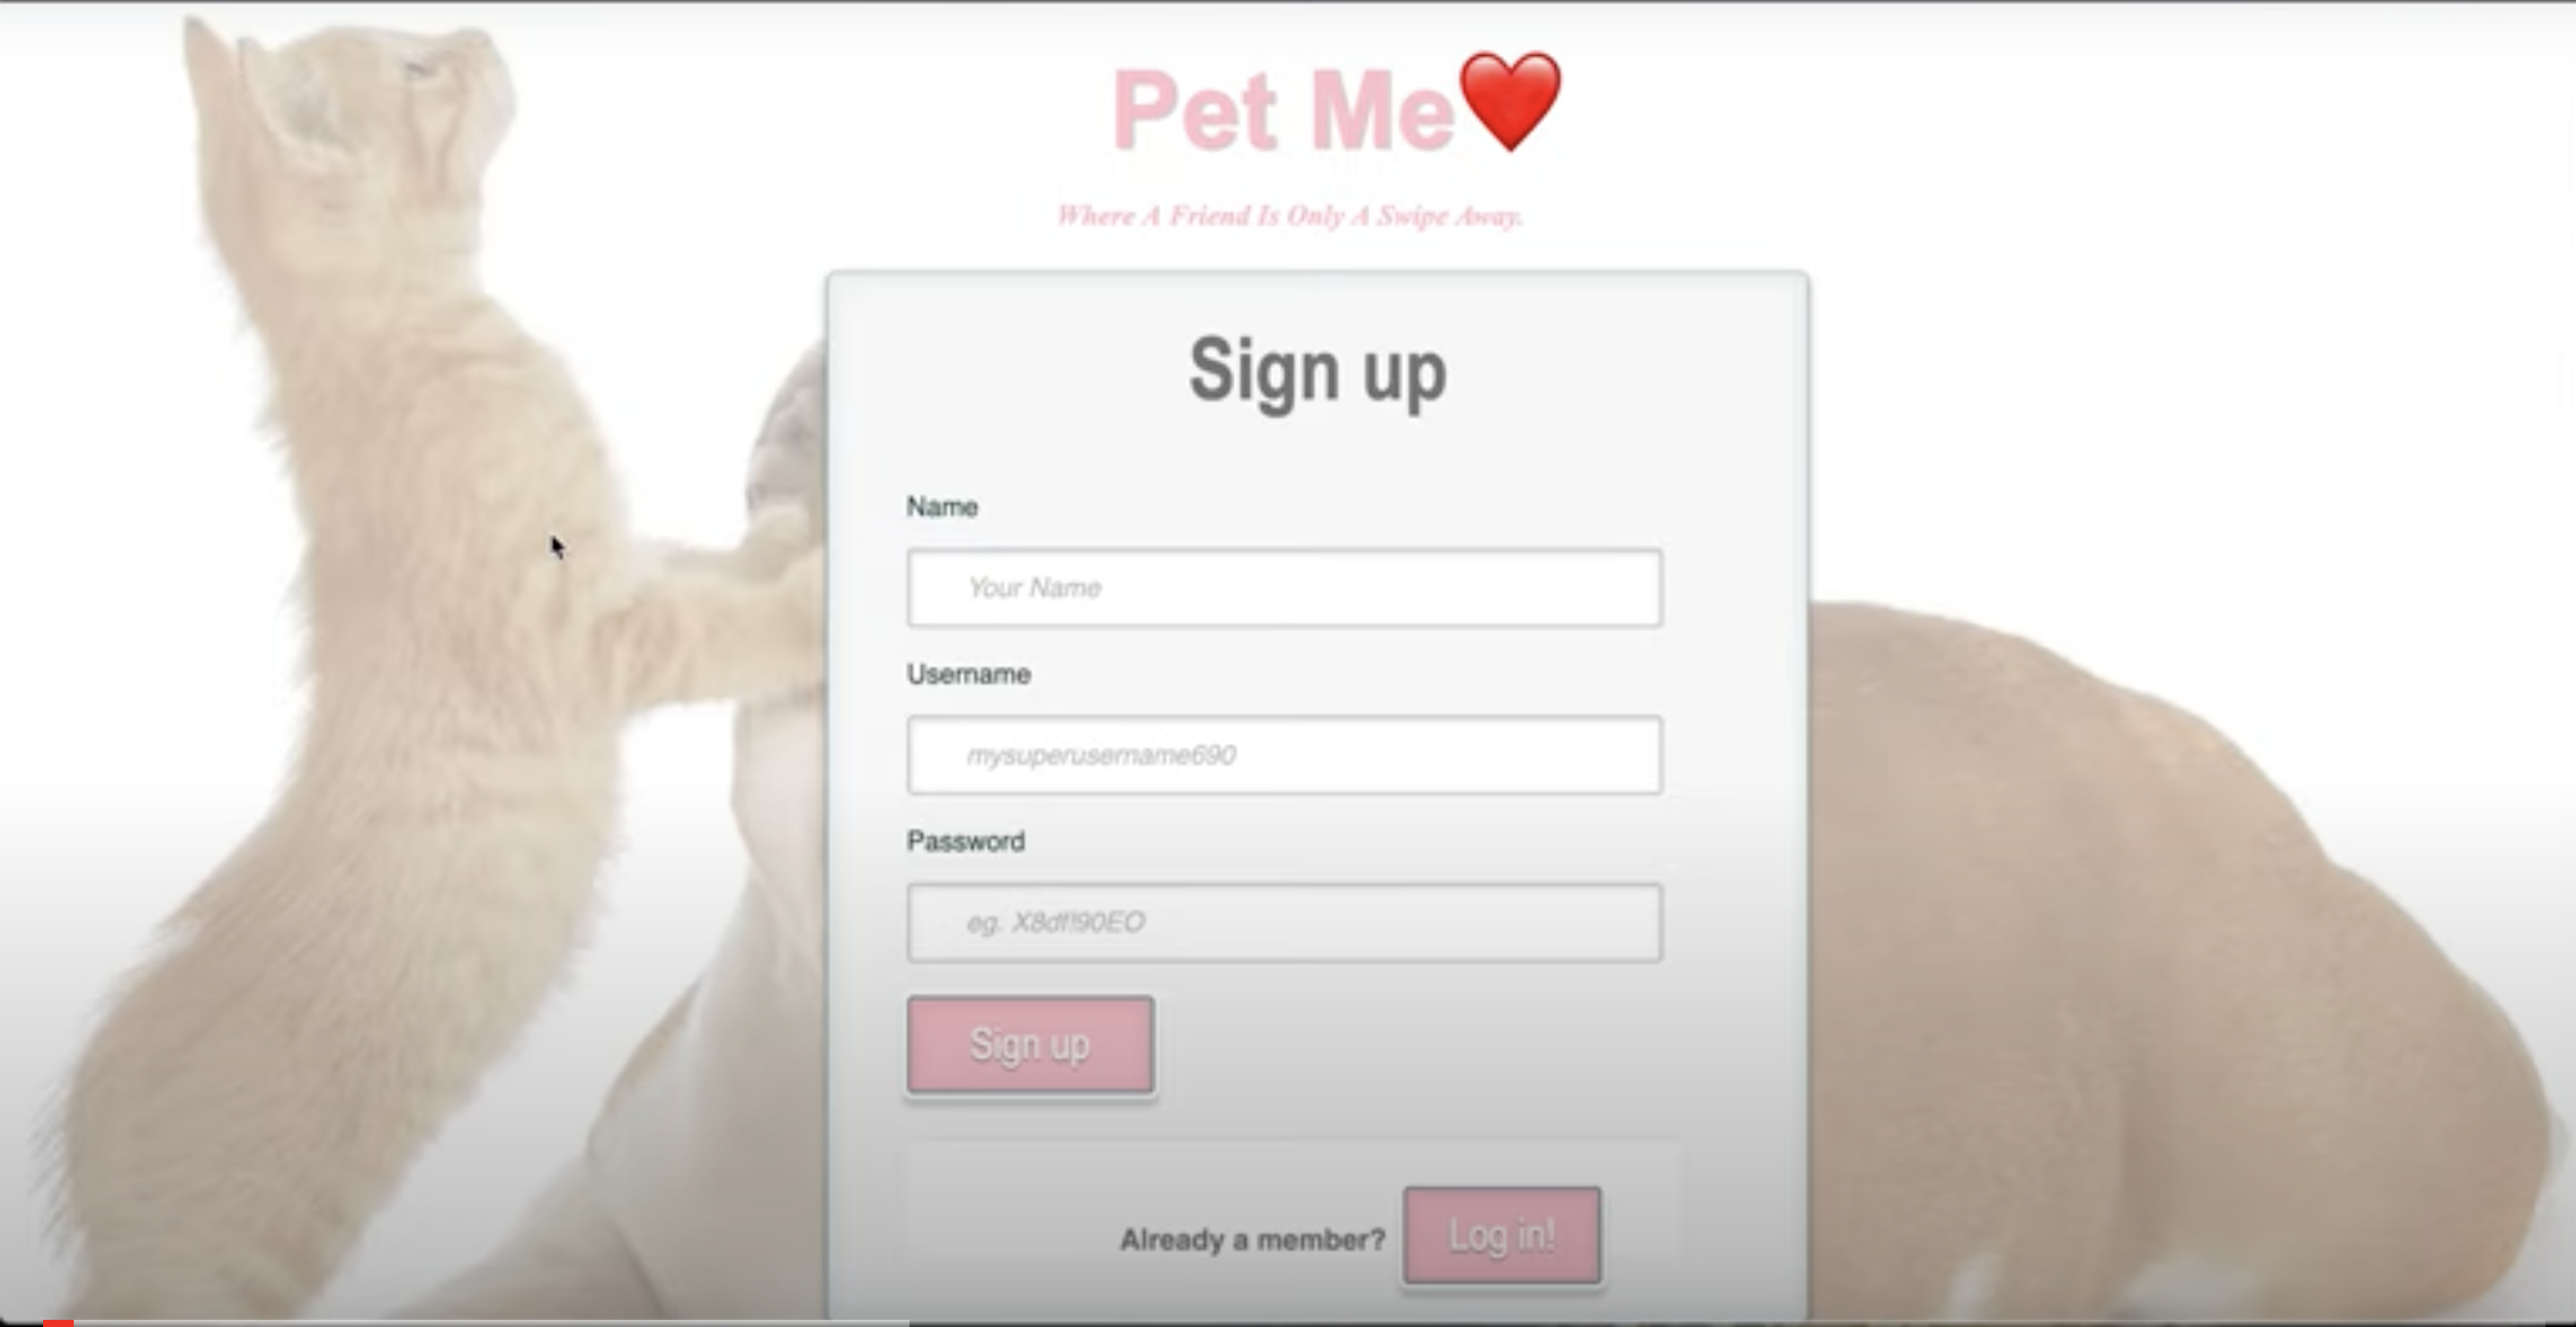 Pet Me❤️
Where A Friend Is Only A Swipe Away.
Sign up
Name
Your Name
Username
mysuperusername690
Password
eg. X8df!90EO
Sign up
Already a member? Log in!